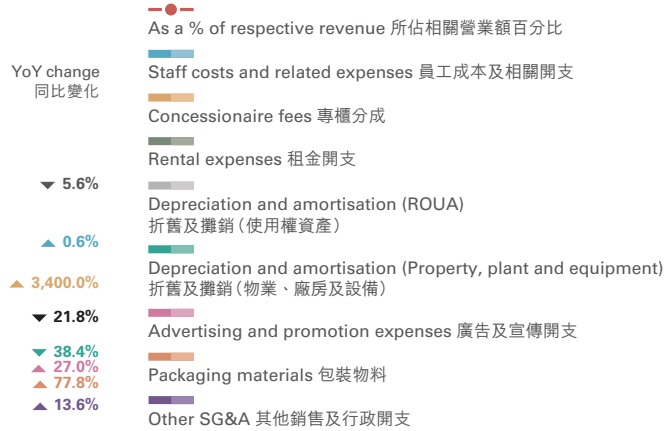 As a % of respective revenue 所佔相關營業額百分比
YoY change
同比變化
Staff costs and related expenses 員工成本及相關開支
Concessionaire fees 專櫃分成
Rental expenses 租金開支
▼ 5.6%
Depreciation and amortisation (ROUA)
折舊及攤銷(使用權資產)
▲ 0.6%
Depreciation and amortisation (Property, plant and equipment)
折舊及攤銷(物業、廠房及設備)
▲ 3,400.0%
▼ 21.8%
Advertising and promotion expenses 廣告及宣傳開支
▼ 38.4%
▲ 27.0%
▲ 77.8%
Packaging materials 包裝物料
▲ 13.6%
Other SG&A 其他銷售及行政開支